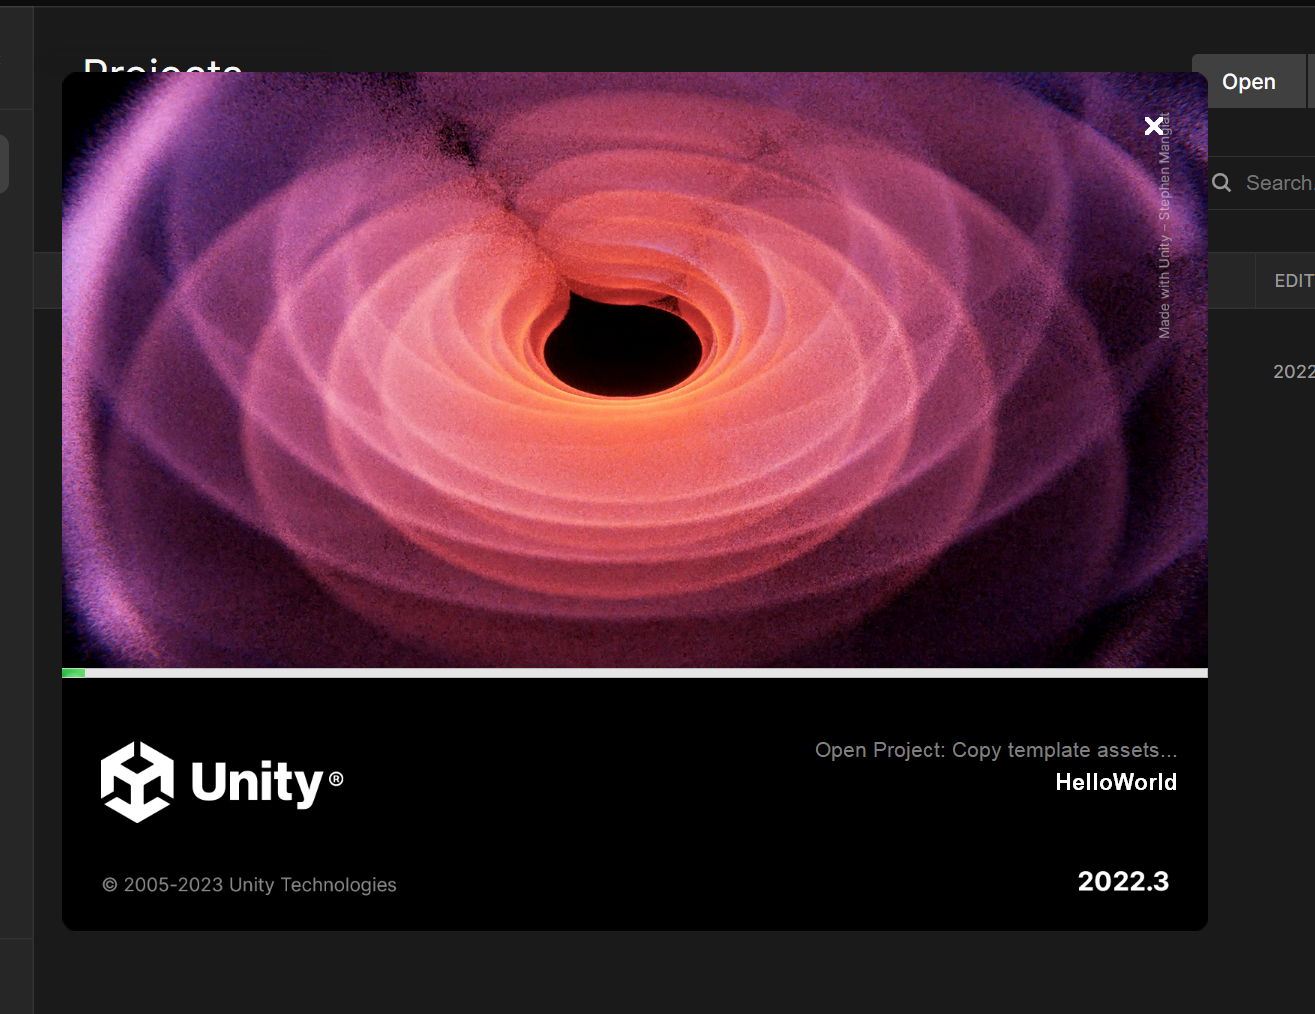 Projects
Open
Made with Unity – Stephen Mangiat
Search.
EDIT
2022
Unity®
Open Project: Copy template assets...
HelloWorld
© 2005-2023 Unity Technologies
2022.3